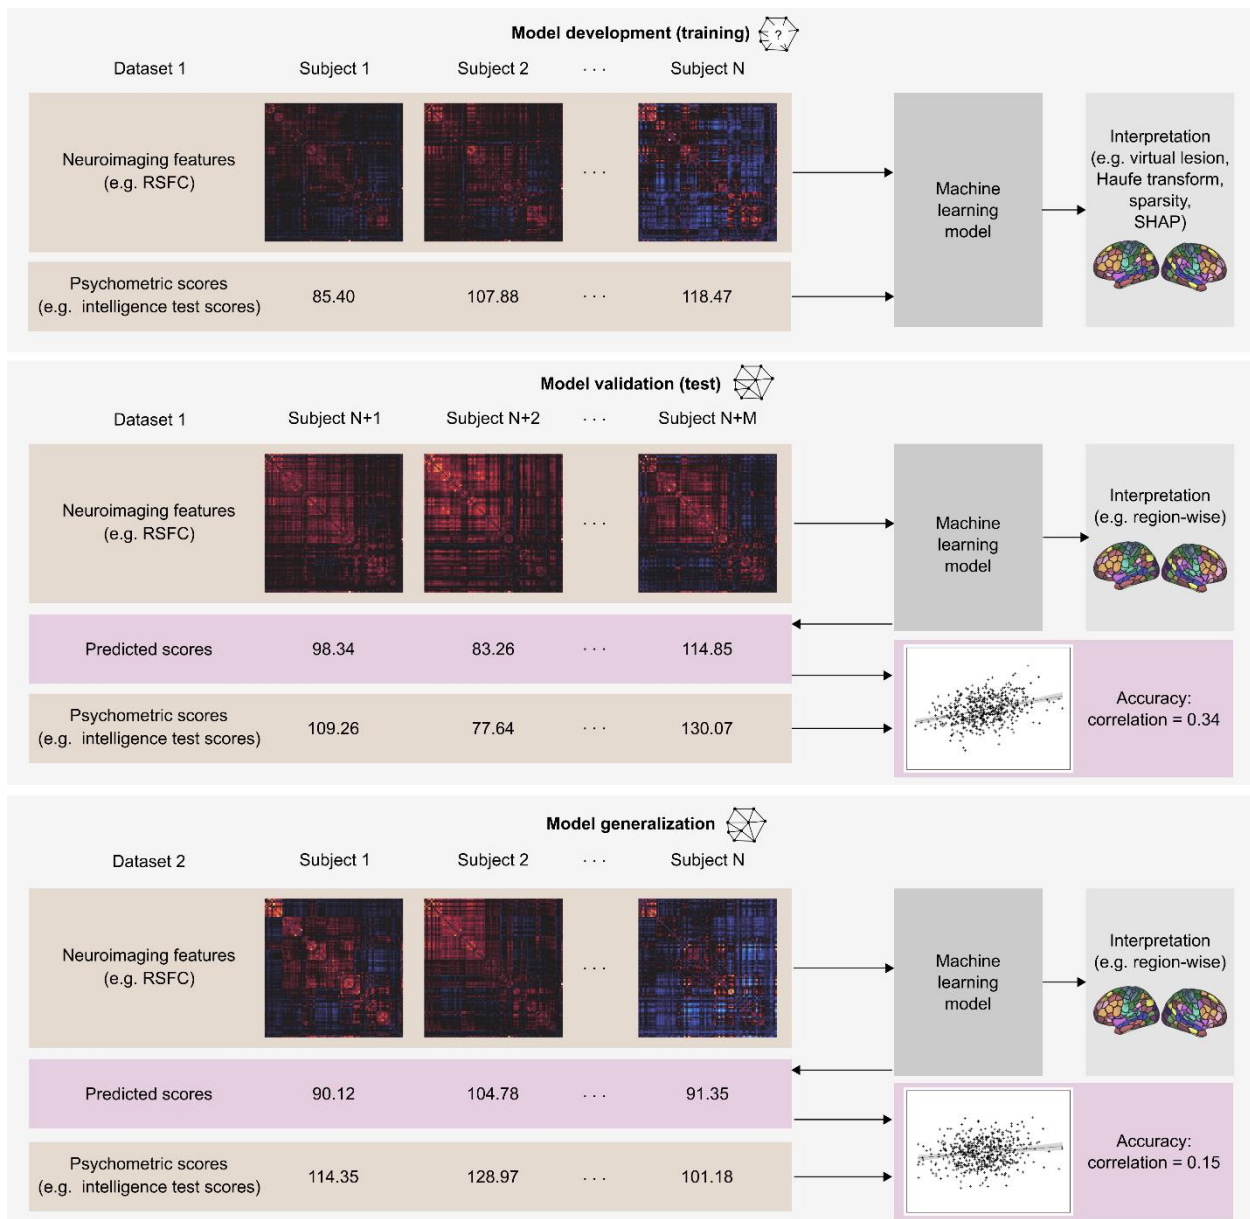 Model development (training)
?
Dataset 1 Subject 1 Subject 2 · · · Subject N
Neuroimaging features
(e.g. RSFC)
· · ·
Machine
learning
model
Interpretation
(e.g. virtual lesion,
Haufe transform,
sparsity,
SHAP)
Psychometric scores
(e.g. intelligence test scores)
85.40 107.88 · · · 118.47
Model validation (test)
Dataset 1 Subject N+1 Subject N+2 · · · Subject N+M
Neuroimaging features
(e.g. RSFC)
· · ·
Machine
learning
model
Interpretation
(e.g. region-wise)
Predicted scores 98.34 83.26 · · · 114.85
Psychometric scores
(e.g. intelligence test scores)
109.26 77.64 · · · 130.07
Accuracy:
correlation = 0.34
Model generalization
Dataset 2 Subject 1 Subject 2 · · · Subject N
Neuroimaging features
(e.g. RSFC)
· · ·
Machine
learning
model
Interpretation
(e.g. region-wise)
Predicted scores 90.12 104.78 · · · 91.35
Psychometric scores
(e.g. intelligence test scores)
114.35 128.97 · · · 101.18
Accuracy:
correlation = 0.15